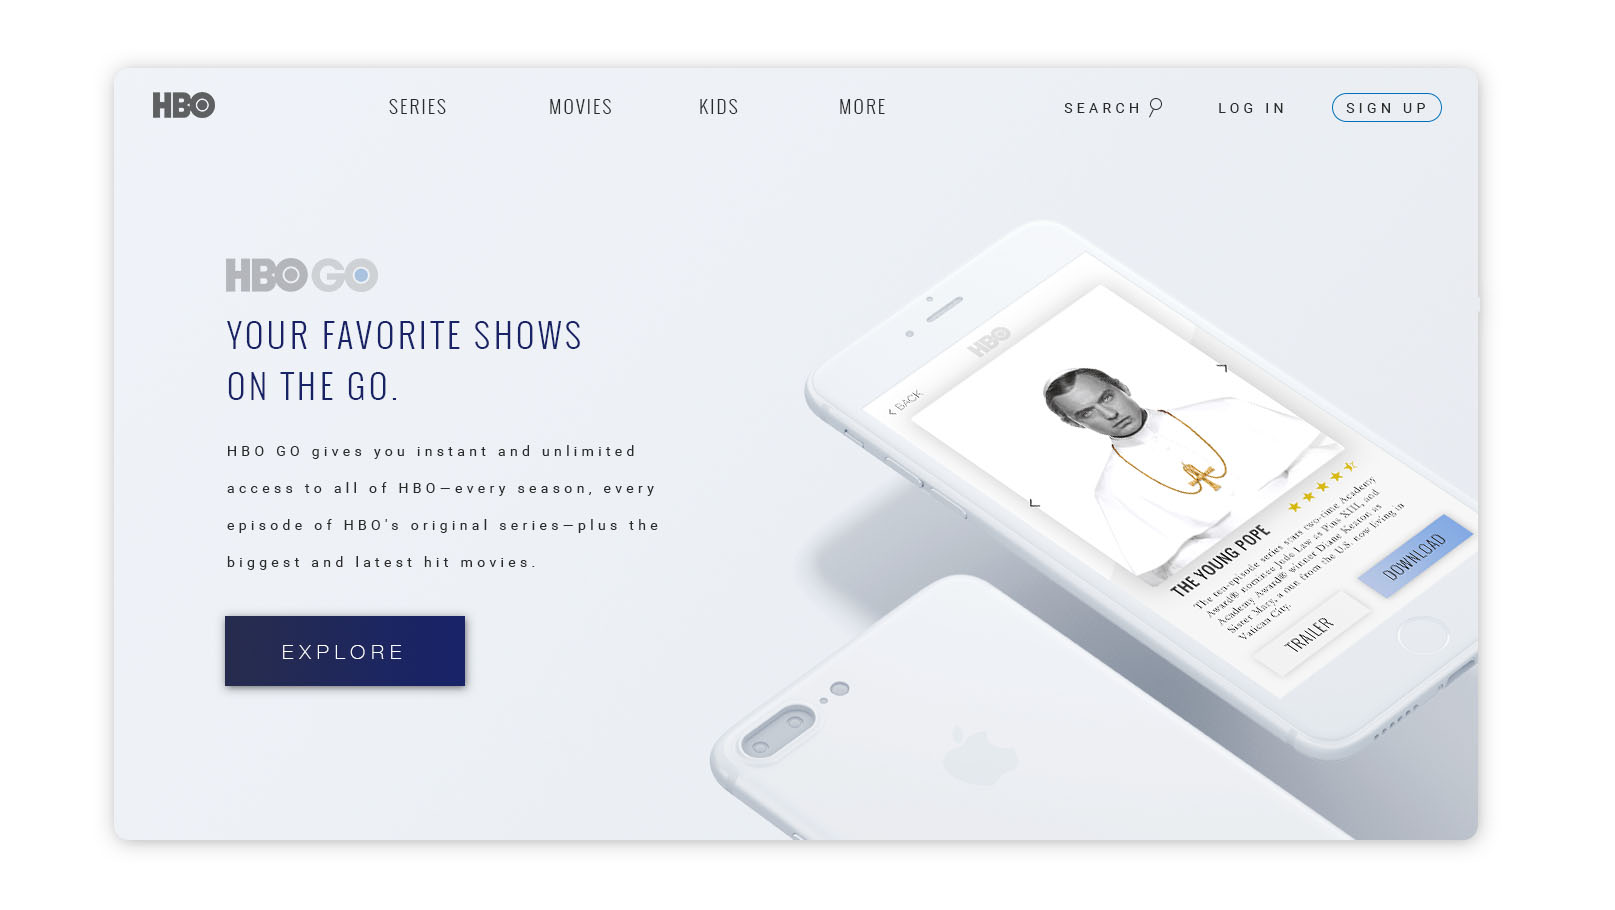 HBO
SERIES
MOVIES
KIDS
MORE
SEARCH
LOG IN
SIGN UP
HBO GO
YOUR FAVORITE SHOWS
ON THE GO.
HBO GO gives you instant and unlimited
access to all of HBO—every season, every
episode of HBO's original series—plus the
biggest and latest hit movies.
EXPLORE
HBO
BACK
THE YOUNG POPE
The ten-episode series stars two-time Academy
Award® nominee Jude Law as Pius XIII, and
Academy Award® winner Diane Keaton as
Sister Mary, a nun from the U.S. now living in
Vatican City.
TRAILER
DOWNLOAD